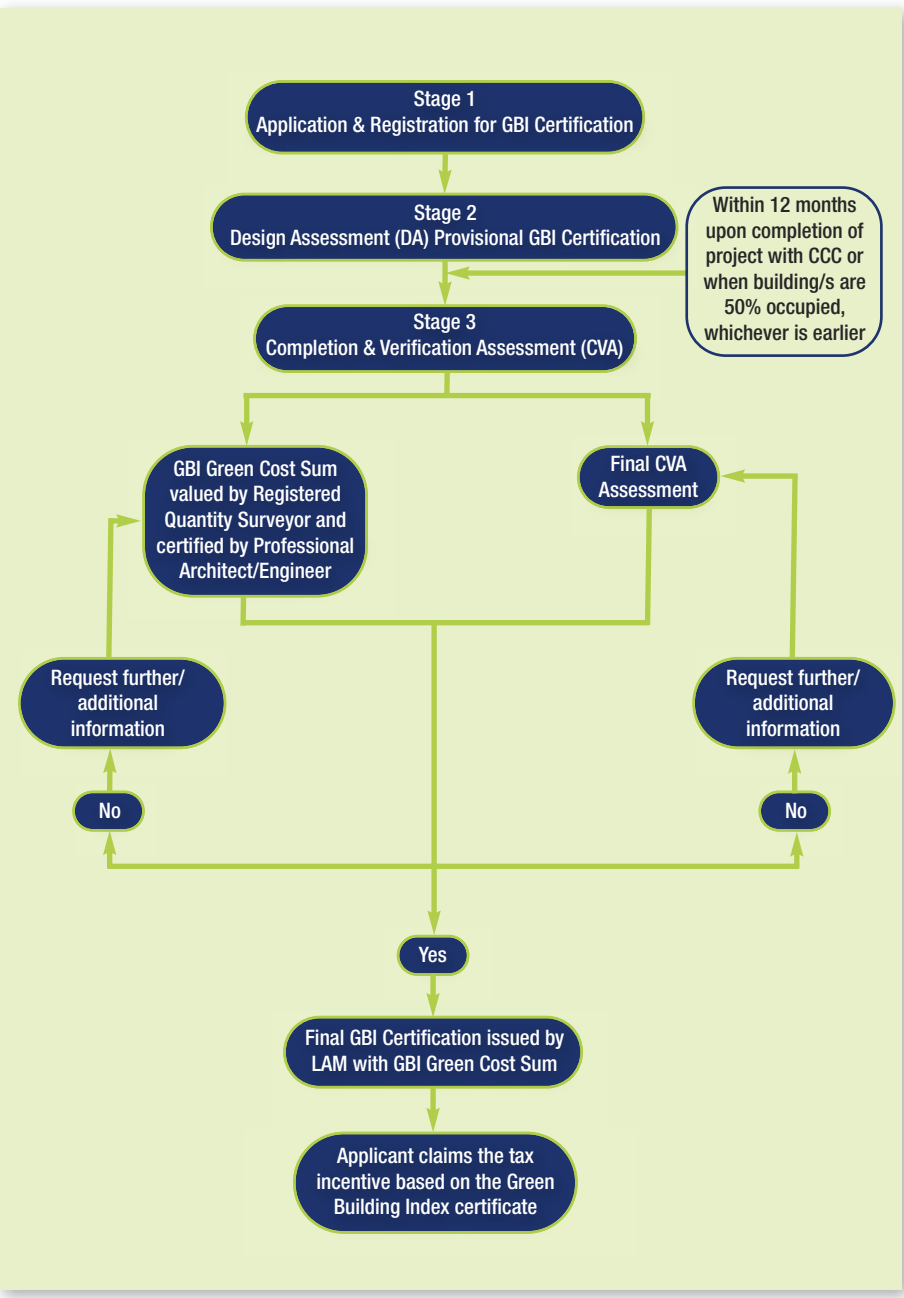 Stage 1
Application & Registration for GBI Certification
Stage 2
Design Assessment (DA) Provisional GBI Certification
Within 12 months
upon completion of
project with CCC or
when building/s are
50% occupied,
whichever is earlier
Stage 3
Completion & Verification Assessment (CVA)
GBI Green Cost Sum
valued by Registered
Quantity Surveyor and
certified by Professional
Architect/Engineer
Final CVA
Assessment
Request further/
additional
information
Request further/
additional
information
No
No
Yes
Final GBI Certification issued by
LAM with GBI Green Cost Sum
Applicant claims the tax
incentive based on the Green
Building Index certificate